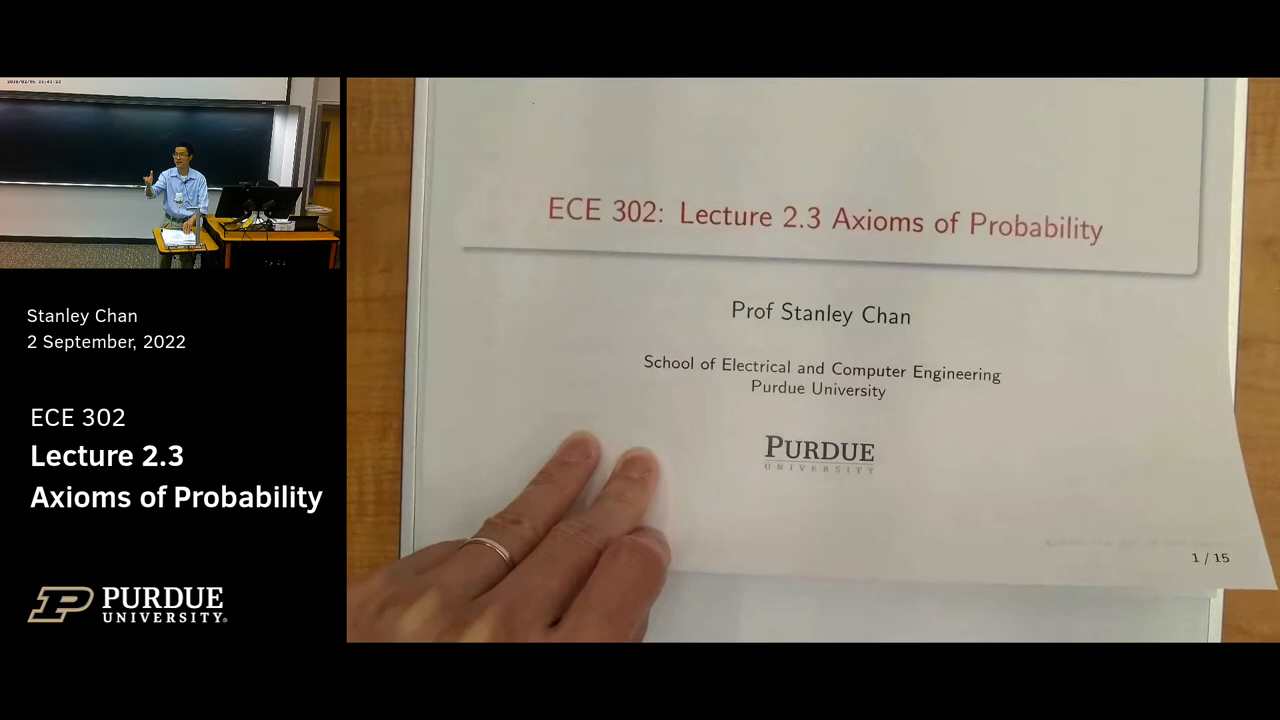 Stanley Chan
2 September, 2022
ECE 302
Lecture 2.3
Axioms of Probability
PURDUE
UNIVERSITY®
ECE 302: Lecture 2.3 Axioms of Probability
Prof Stanley Chan
School of Electrical and Computer Engineering
Purdue University
PURDUE
UNIVERSITY
1 / 15